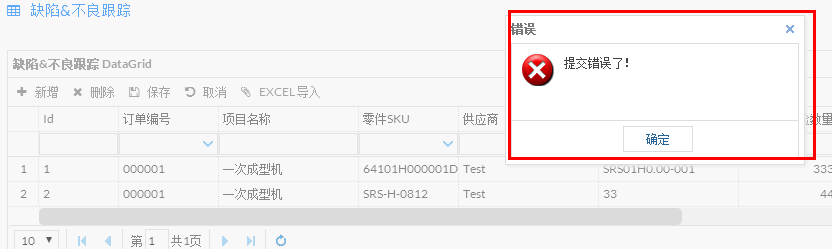 缺陷&不良跟踪
错误
提交错误了！
确定
缺陷&不良跟踪 DataGrid
新增 删除 保存 取消 EXCEL导入
Id 订单编号 项目名称 零件SKU 供应商 数量
1 1 000001 一次成型机 64101H000001D Test SRS01H0.00-001 333
2 2 000001 一次成型机 SRS-H-0812 Test 33 44
10 第 1 共1页